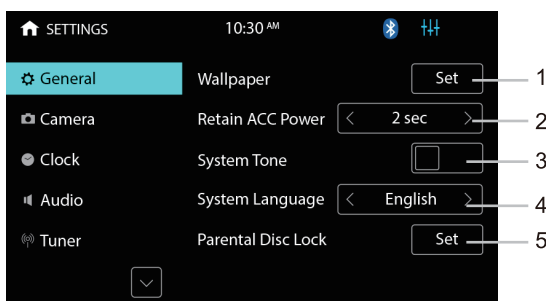 SETTINGS 10:30 AM
General Wallpaper Set 1
Camera Retain ACC Power < 2 sec > 2
Clock System Tone 3
Audio System Language < English > 4
Tuner Parental Disc Lock Set 5